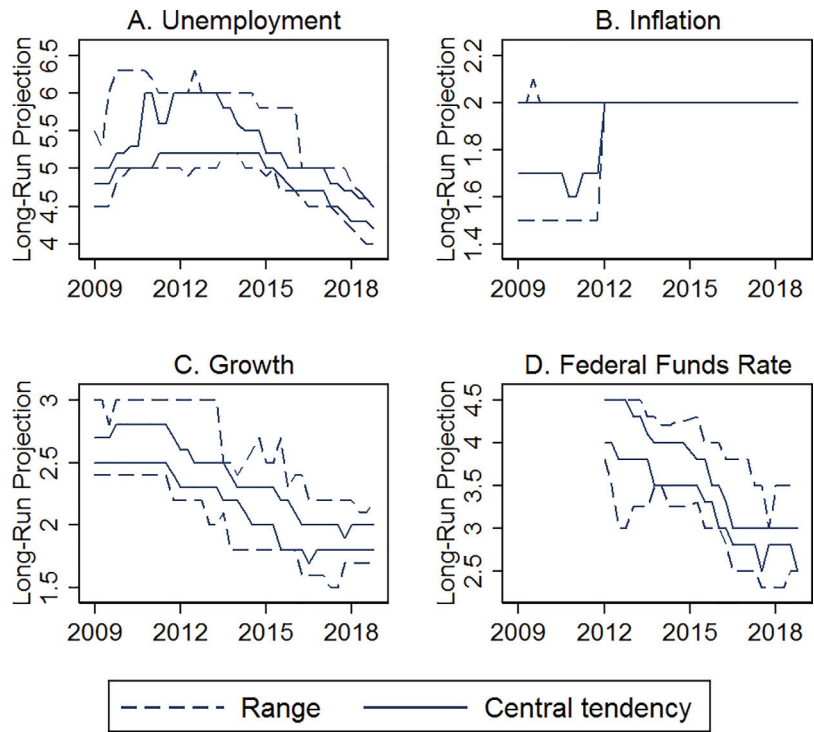 A. Unemployment
Long-Run Projection
6.5
6
5.5
5
4.5
4
2009 2012 2015 2018
B. Inflation
Long-Run Projection
2.2
2
1.8
1.6
1.4
2009 2012 2015 2018
C. Growth
Long-Run Projection
3
2.5
2
1.5
2009 2012 2015 2018
D. Federal Funds Rate
Long-Run Projection
4.5
4
3.5
3
2.5
2009 2012 2015 2018
Range Central tendency